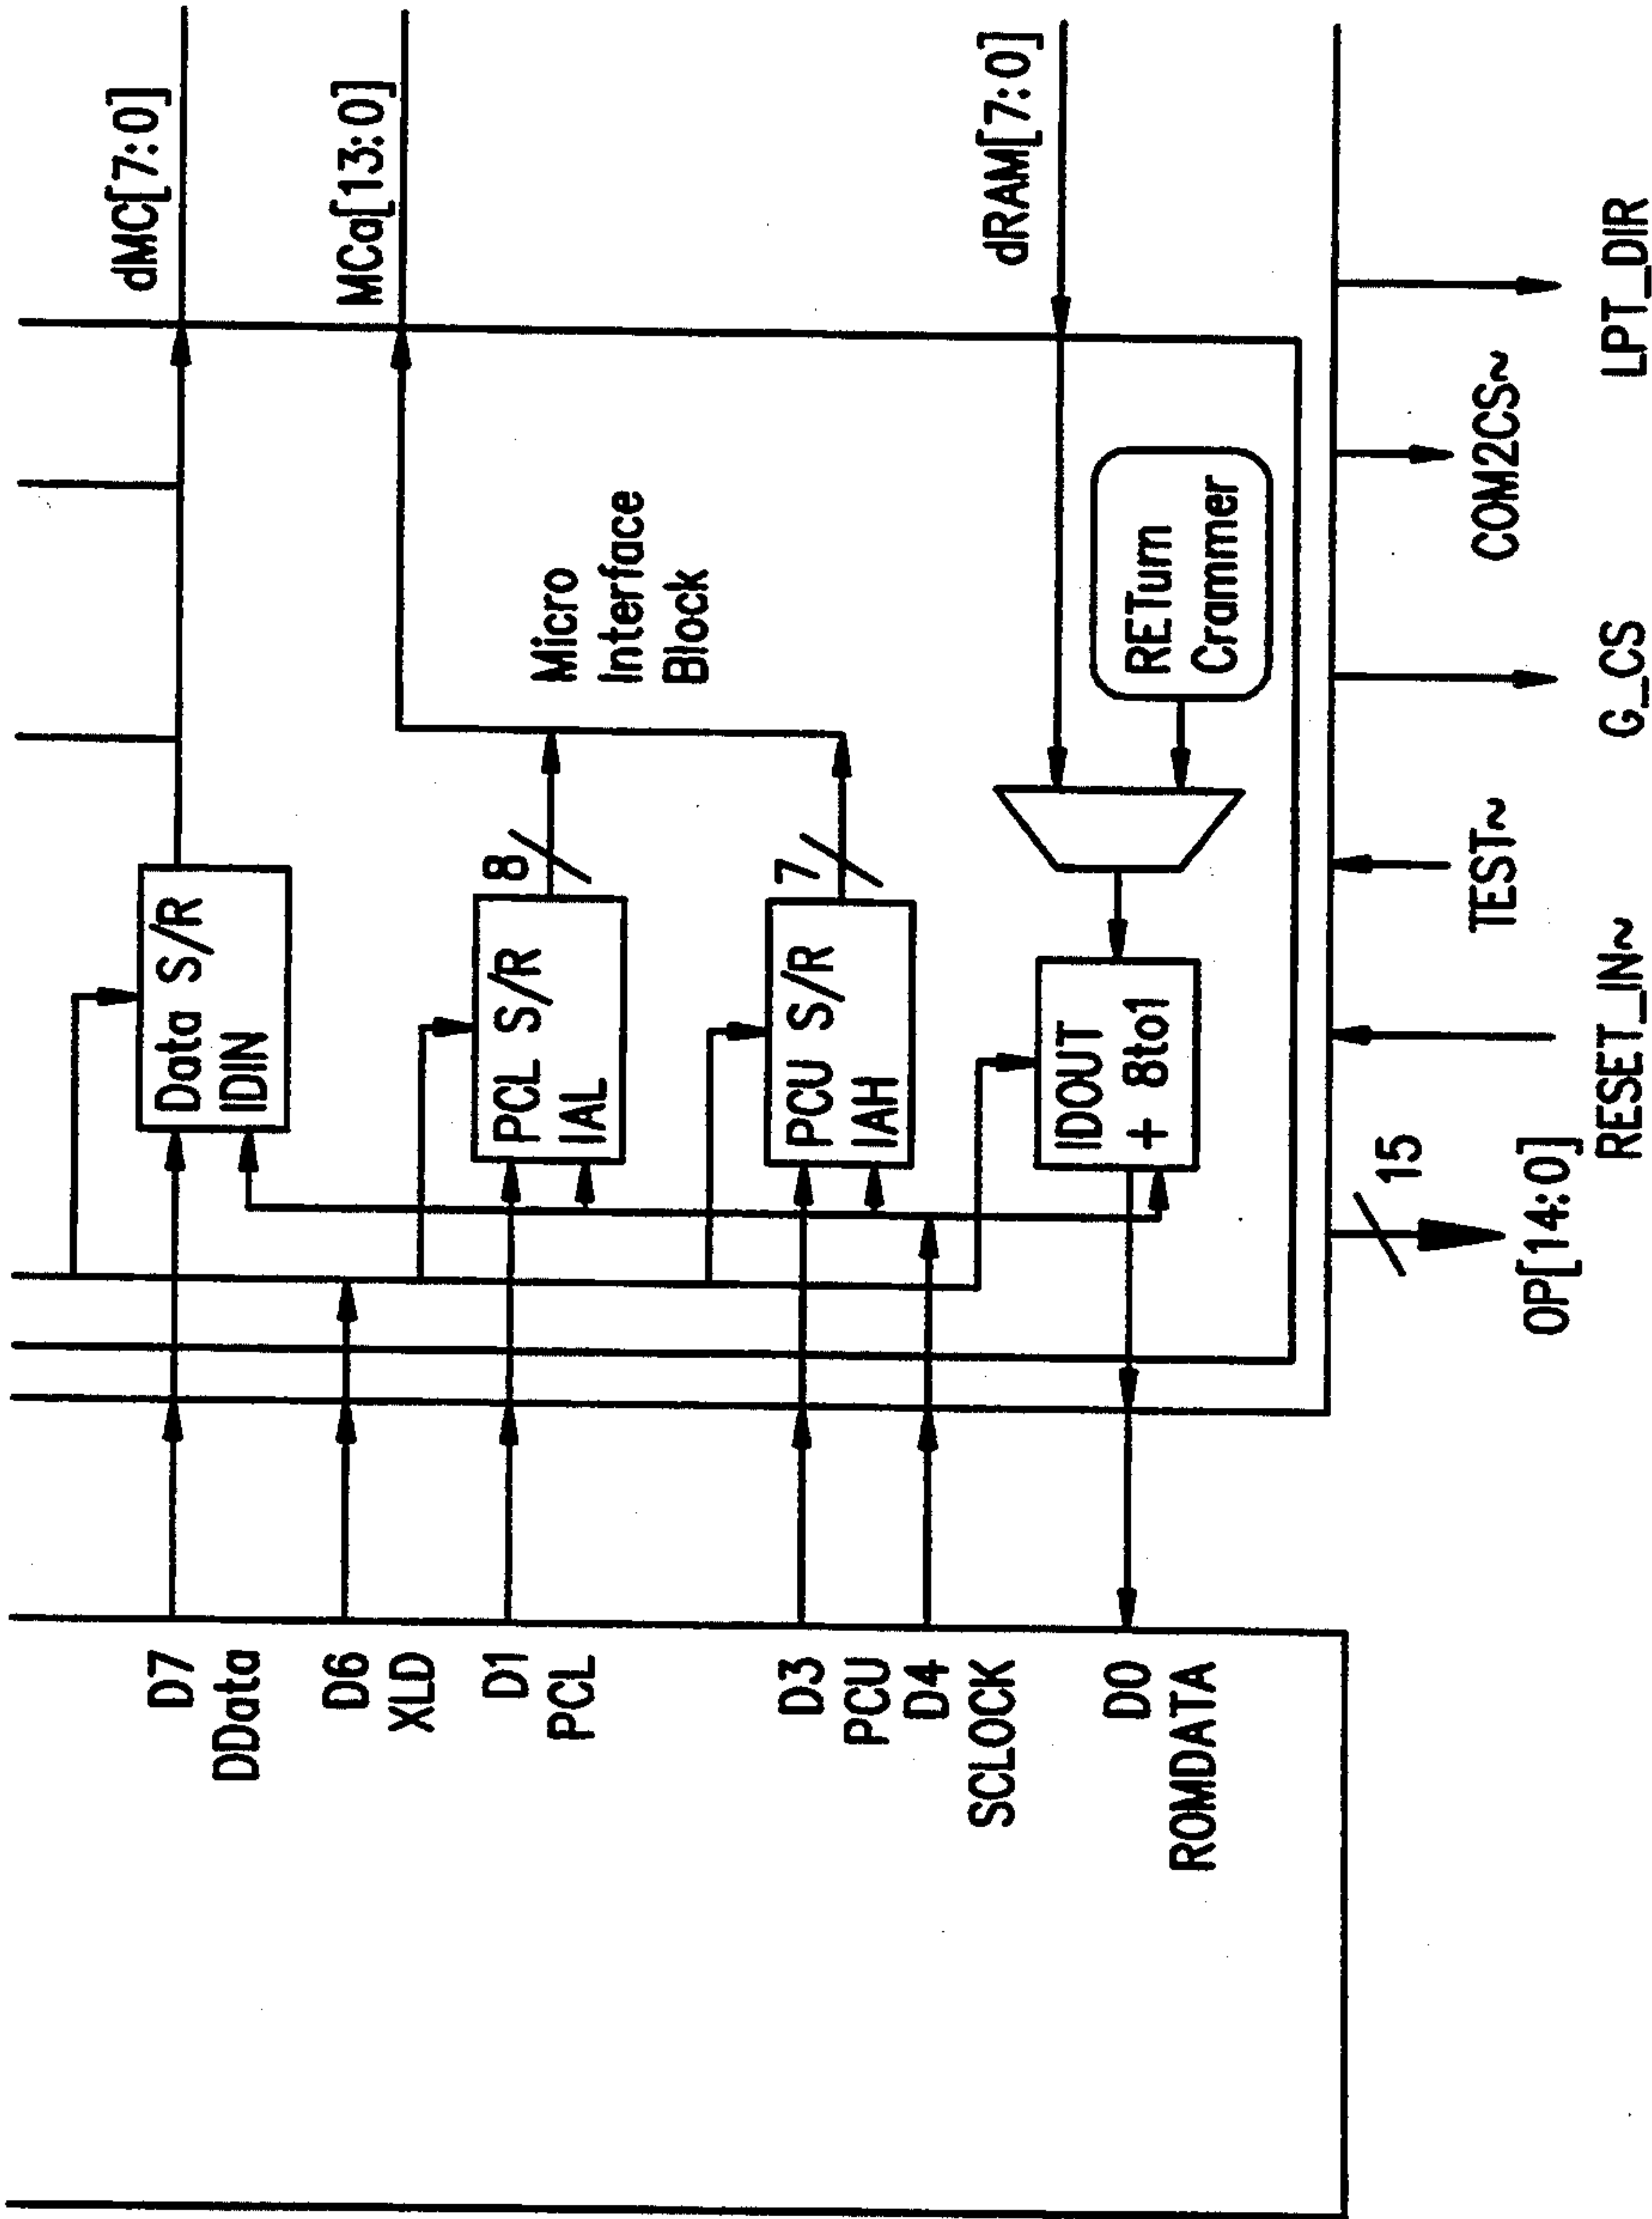 dMC[7:0]
MCa[13:0]
dRAM[7:0]
Data S/R
IDIN
PCL S/R
IAL
8
PCU S/R
IAH
7
Micro
Interface
Block
IDOUT
+ 8to1
RETurn
Crammer
D7
DData
D6
XLD
D1
PCL
D3
PCU
D4
SCLOCK
D0
ROMDATA
15
OP[14:0]
RESET_IN~
TEST~
G_CS
COM2CS~
LPT_DIR